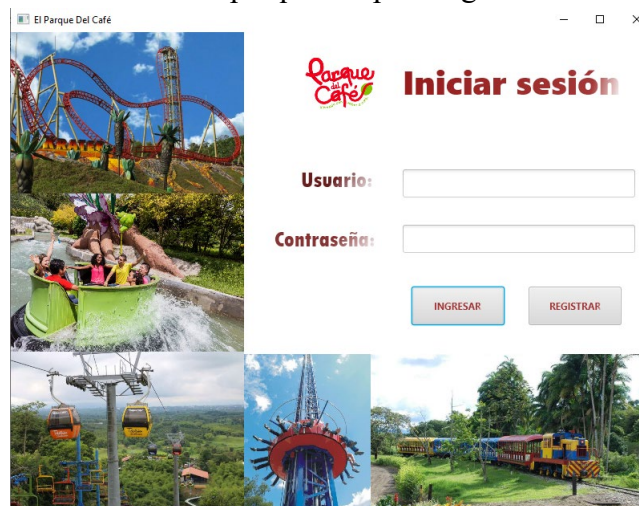 El Parque Del Café
Parque
del
Café
Iniciar sesión
Usuario:
Contraseña:
INGRESAR
REGISTRAR